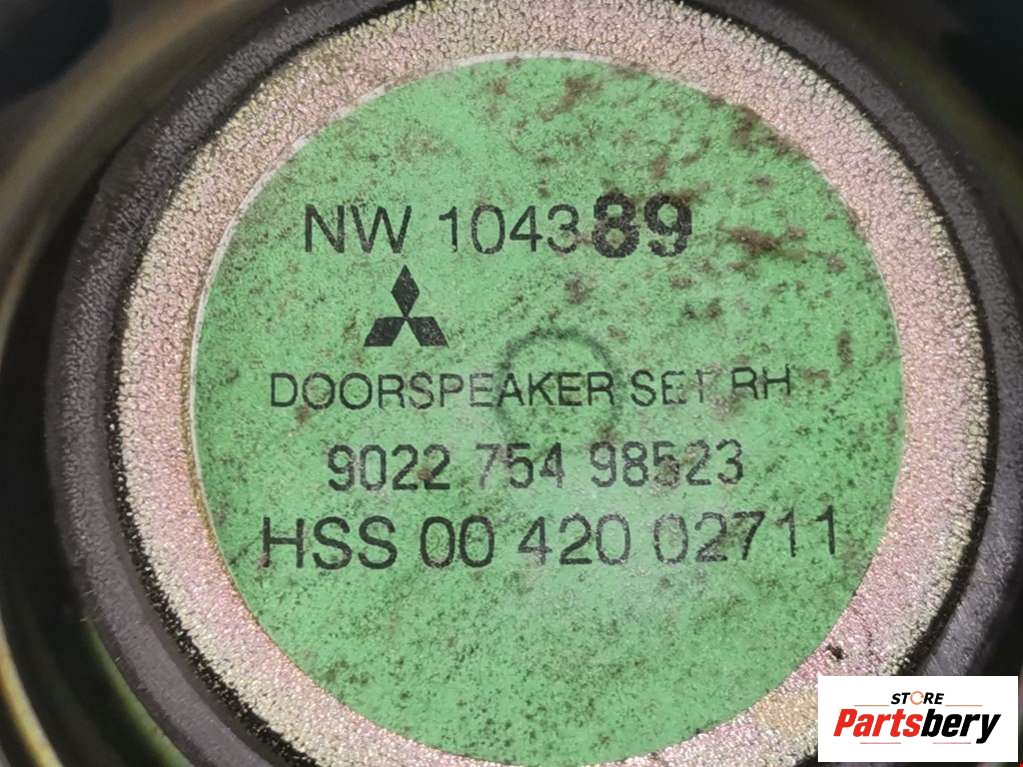 NW 104389
DOORSPEAKER SET RH
9022 754 98523
HSS 00 420 02711
STORE
Partsbery